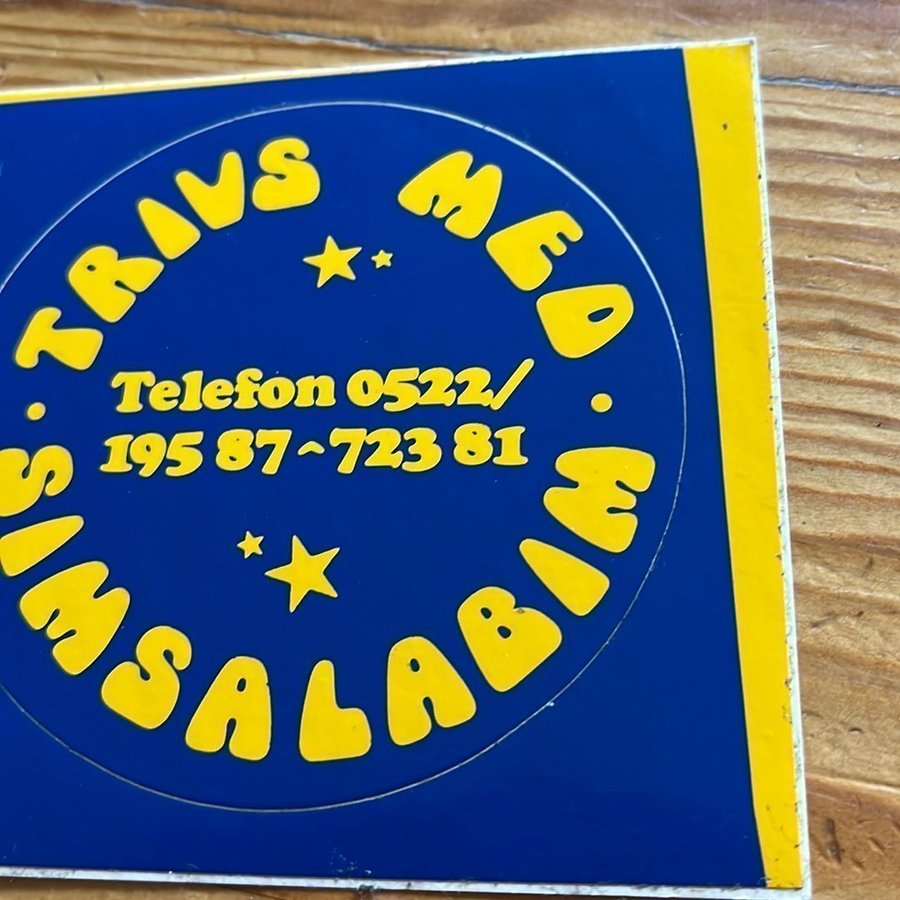 · TRIVS MED ·
Telefon 0522/
195 87 ~ 723 81
SIMSALABIM